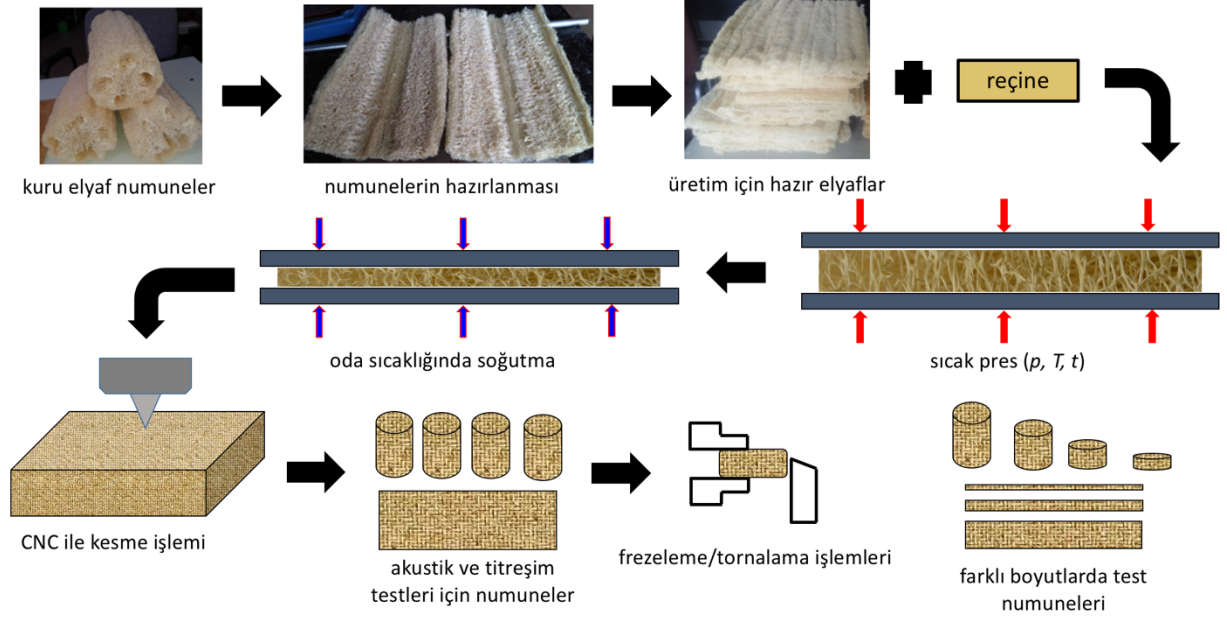 reçine
kuru elyaf numuneler
numunelerin hazırlanması
üretim için hazır elyaflar
oda sıcaklığında soğutma
sıcak pres (p, T, t)
CNC ile kesme işlemi
akustik ve titreşim
testleri için numuneler
frezeleme/tornalama işlemleri
farklı boyutlarda test
numuneleri